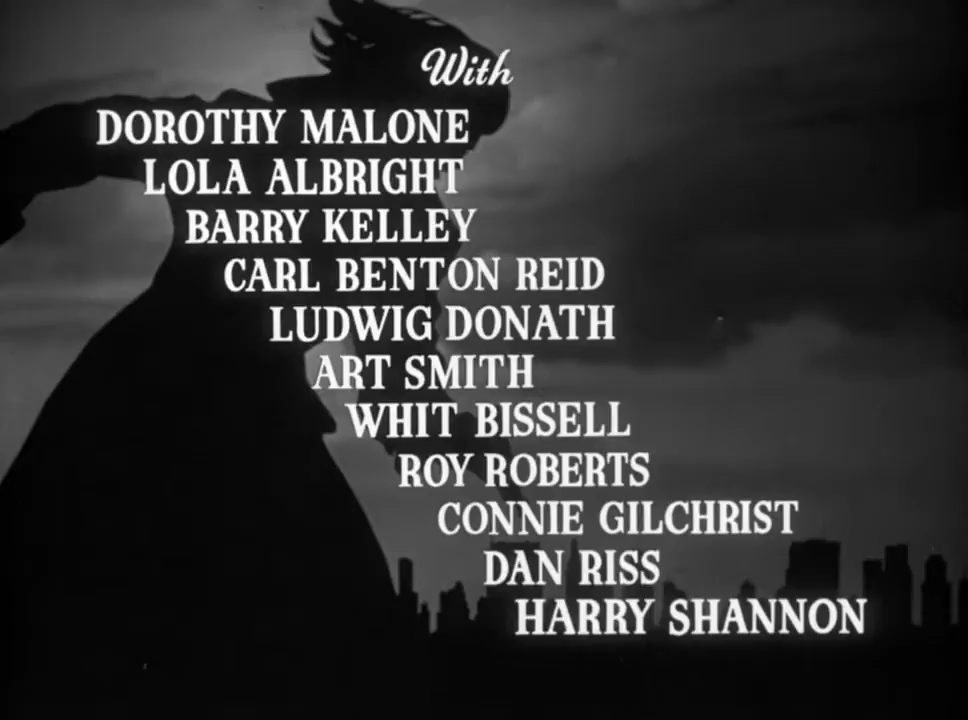 With
DOROTHY MALONE
LOLA ALBRIGHT
BARRY KELLEY
CARL BENTON REID
LUDWIG DONATH
ART SMITH
WHIT BISSELL
ROY ROBERTS
CONNIE GILCHRIST
DAN RISS
HARRY SHANNON